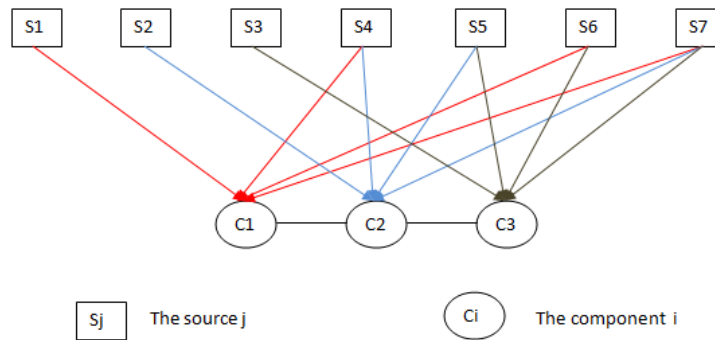 S1 S2 S3 S4 S5 S6 S7
C1 C2 C3
Sj The source j Ci The component i